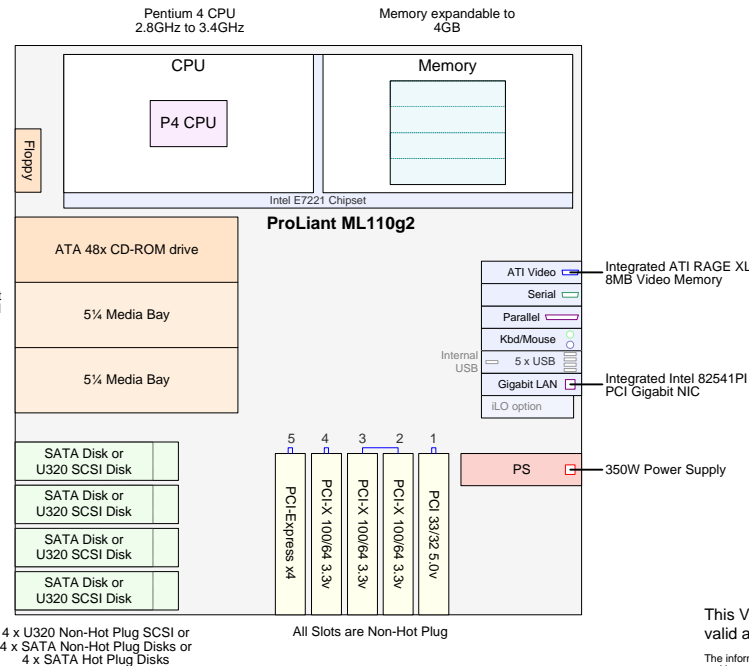 Pentium 4 CPU
2.8GHz to 3.4GHz
Memory expandable to
4GB
CPU
Memory
P4 CPU
Floppy
Intel E7221 Chipset
ProLiant ML110g2
ATA 48x CD-ROM drive
5¼ Media Bay
5¼ Media Bay
ATI Video
Integrated ATI RAGE XL
8MB Video Memory
Serial
Parallel
Kbd/Mouse
Internal
USB
5 x USB
Gigabit LAN
Integrated Intel 82541PI
PCI Gigabit NIC
iLO option
SATA Disk or
U320 SCSI Disk
SATA Disk or
U320 SCSI Disk
SATA Disk or
U320 SCSI Disk
SATA Disk or
U320 SCSI Disk
5
4
3
2
1
PCI-Express x4
PCI-X 100/64 3.3v
PCI-X 100/64 3.3v
PCI-X 100/64 3.3v
PCI 33/32 5.0v
PS
350W Power Supply
4 x U320 Non-Hot Plug SCSI or
4 x SATA Non-Hot Plug Disks or
4 x SATA Hot Plug Disks
All Slots are Non-Hot Plug
This V
valid a
The inforn